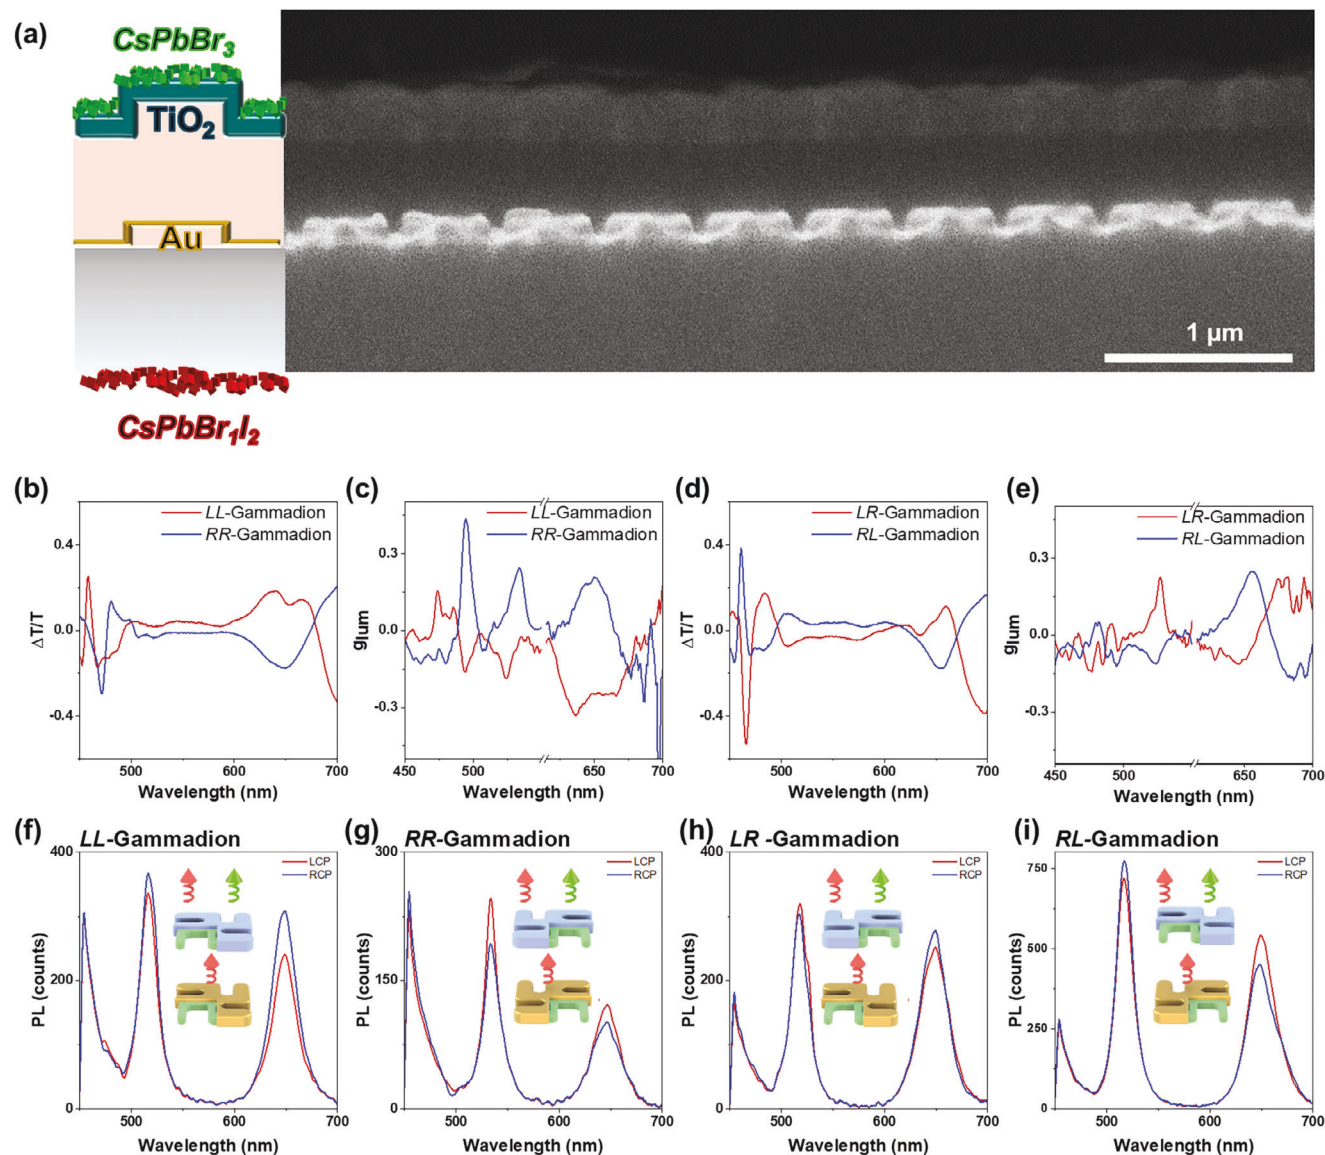 (a)
CsPbBr3
TiO2
Au
CsPbBr1I2
1 µm
(b)
LL-Gammadion
RR-Gammadion
ΔT/T
0.4
0.0
-0.4
500
600
700
Wavelength (nm)
(c)
LL-Gammadion
RR-Gammadion
glum
0.3
0.0
-0.3
450
500
650
700
Wavelength (nm)
(d)
LR-Gammadion
RL-Gammadion
ΔT/T
0.4
0.0
-0.4
500
600
700
Wavelength (nm)
(e)
LR-Gammadion
RL-Gammadion
glum
0.3
0.0
-0.3
450
500
650
700
Wavelength (nm)
(f)
LL-Gammadion
LCP
RCP
PL (counts)
400
200
0
500
600
700
Wavelength (nm)
(g)
RR-Gammadion
LCP
RCP
PL (counts)
300
150
0
500
600
700
Wavelength (nm)
(h)
LR -Gammadion
LCP
RCP
PL (counts)
400
200
0
500
600
700
Wavelength (nm)
(i)
RL-Gammadion
LCP
RCP
PL (counts)
750
500
250
0
500
600
700
Wavelength (nm)